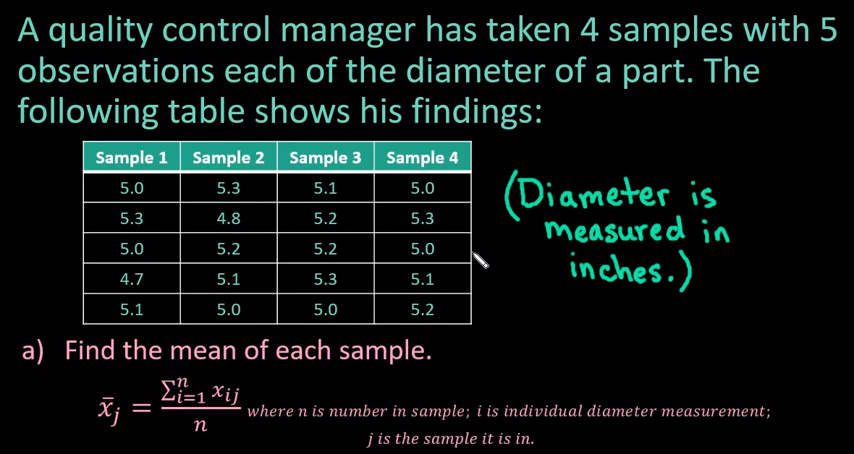 A quality control manager has taken 4 samples with 5
observations each of the diameter of a part. The
following table shows his findings:
Sample 1 Sample 2 Sample 3 Sample 4
5.0 5.3 5.1 5.0
5.3 4.8 5.2 5.3
5.0 5.2 5.2 5.0
4.7 5.1 5.3 5.1
5.1 5.0 5.0 5.2
(Diameter is
measured in
inches.)
a) Find the mean of each sample.
x̄ⱼ = ∑ⁿᵢ₌₁ xᵢⱼ / n where n is number in sample; i is individual diameter measurement;
j is the sample it is in.